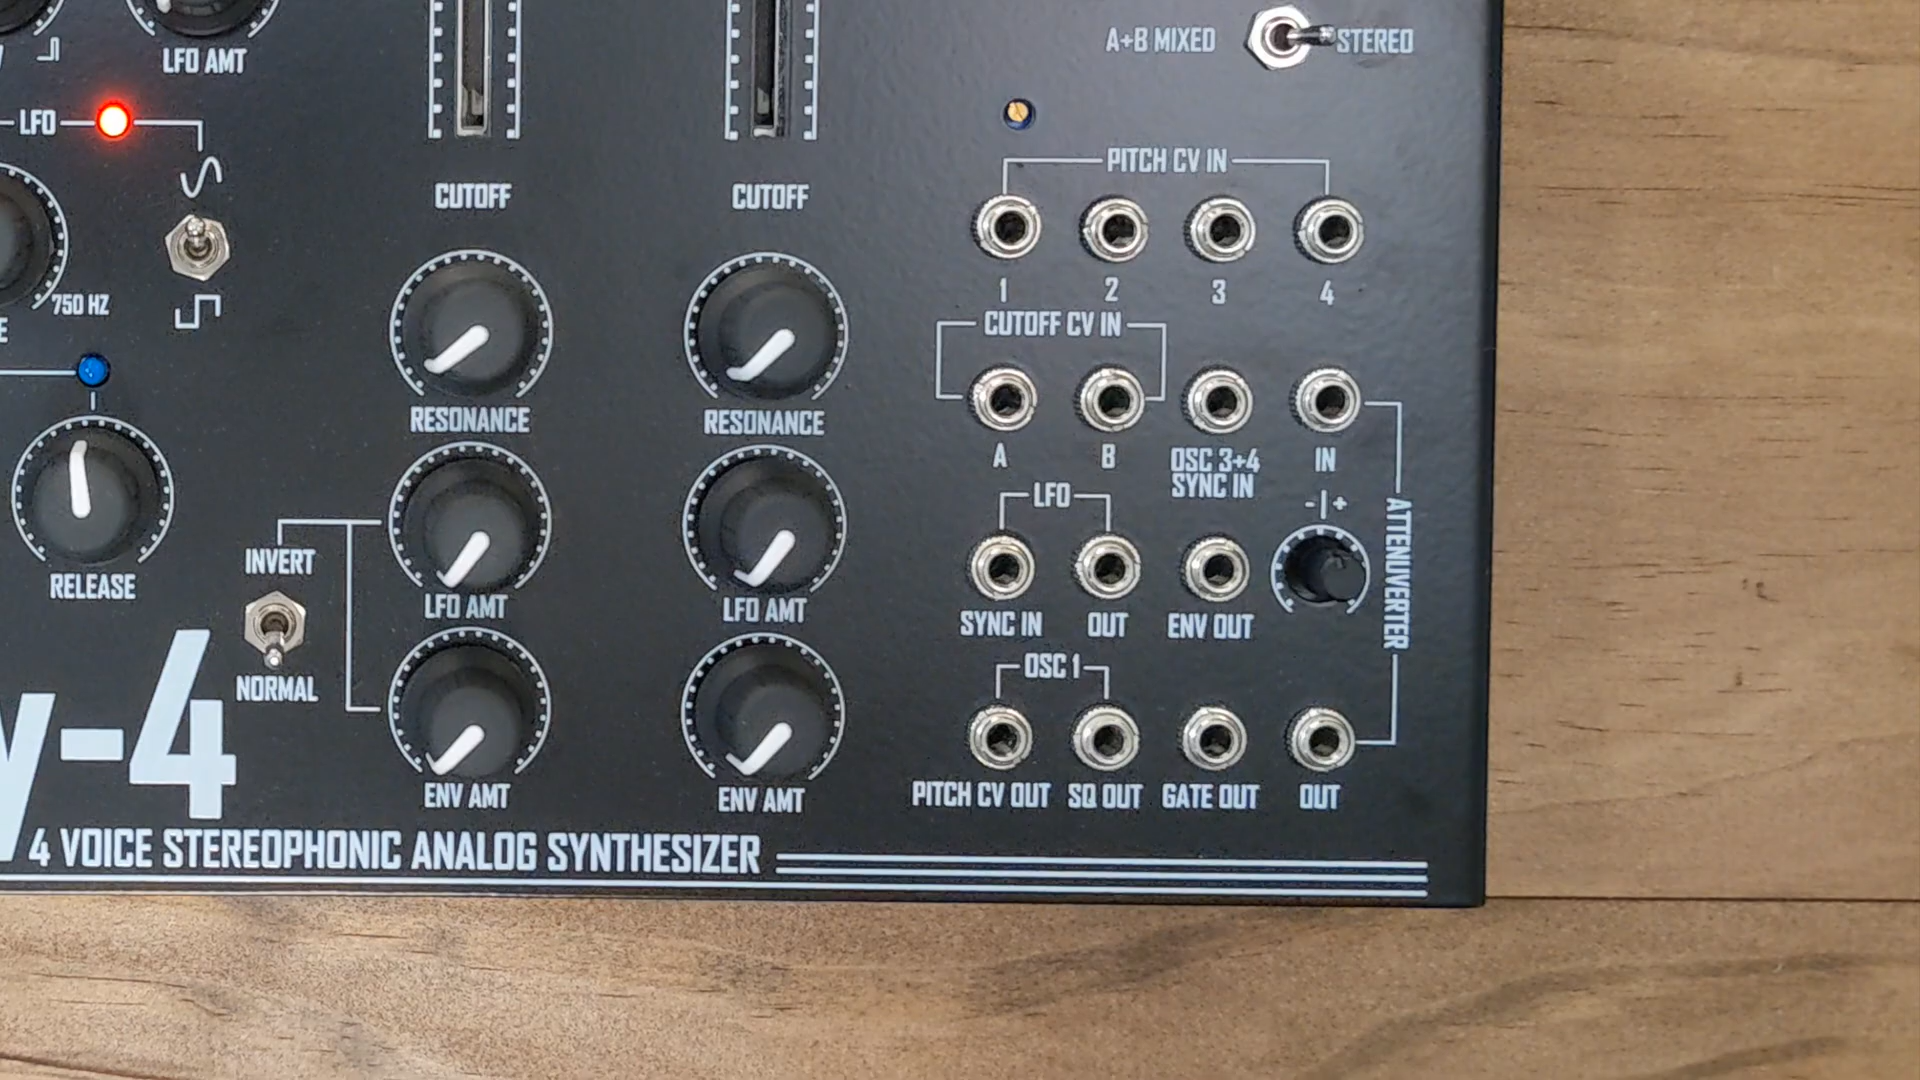 A+B MIXED
STEREO
LFO AMT
LFO
PITCH CV IN
CUTOFF
CUTOFF
750 HZ
1 2 3 4
CUTOFF CV IN
RESONANCE
RESONANCE
A
B
OSC 3+4
SYNC IN
IN
LFO
- | +
ATTENUVERTER
INVERT
RELEASE
LFO AMT
LFO AMT
SYNC IN
OUT
ENV OUT
OSC 1
NORMAL
y-4
ENV AMT
ENV AMT
PITCH CV OUT
SQ OUT
GATE OUT
OUT
4 VOICE STEREOPHONIC ANALOG SYNTHESIZER